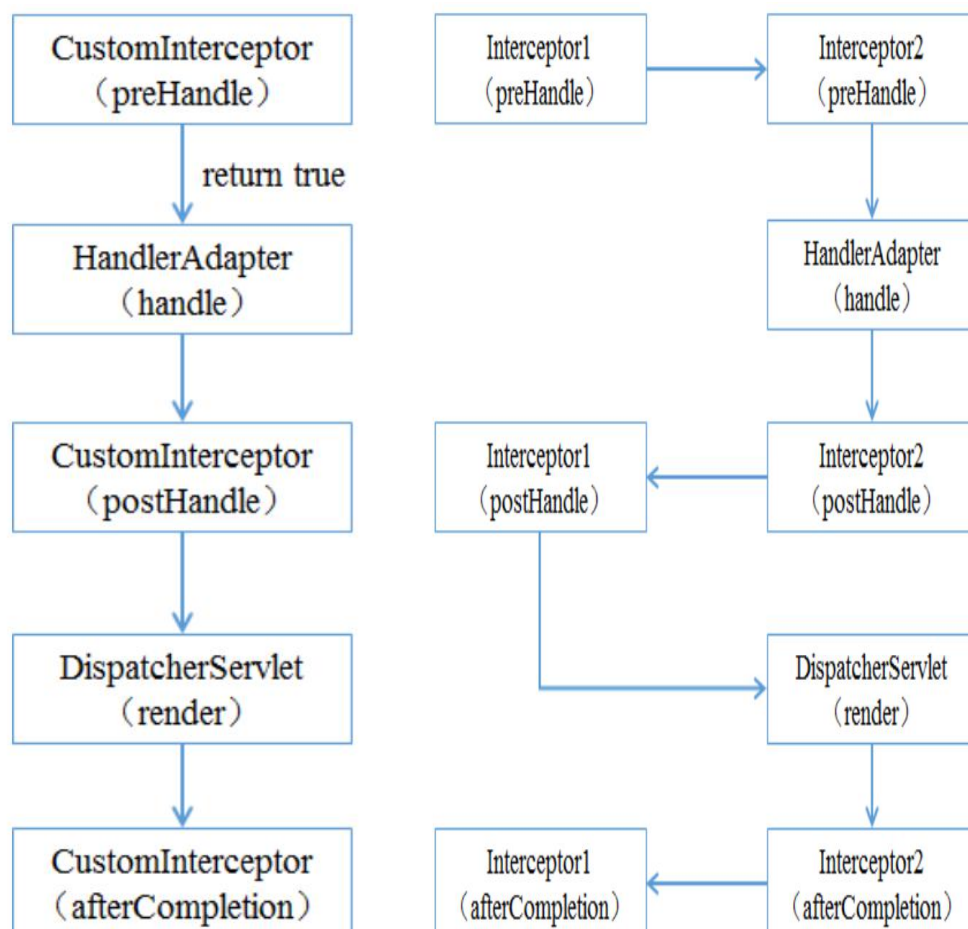 CustomInterceptor
（preHandle）
return true
HandlerAdapter
（handle）
CustomInterceptor
（postHandle）
DispatcherServlet
（render）
CustomInterceptor
（afterCompletion）
Interceptor1
（preHandle）
Interceptor2
（preHandle）
HandlerAdapter
（handle）
Interceptor2
（postHandle）
Interceptor1
（postHandle）
DispatcherServlet
（render）
Interceptor2
（afterCompletion）
Interceptor1
（afterCompletion）